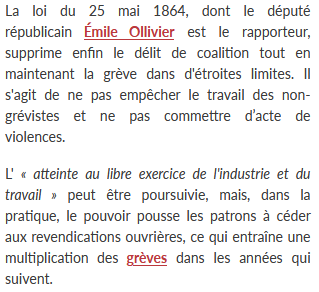 La loi du 25 mai 1864, dont le député
républicain Émile Ollivier est le rapporteur,
supprime enfin le délit de coalition tout en
maintenant la grève dans d'étroites limites. Il
s'agit de ne pas empêcher le travail des non-
grévistes et ne pas commettre d’acte de
violences.
L' « atteinte au libre exercice de l'industrie et du
travail » peut être poursuivie, mais, dans la
pratique, le pouvoir pousse les patrons à céder
aux revendications ouvrières, ce qui entraîne une
multiplication des grèves dans les années qui
suivent.